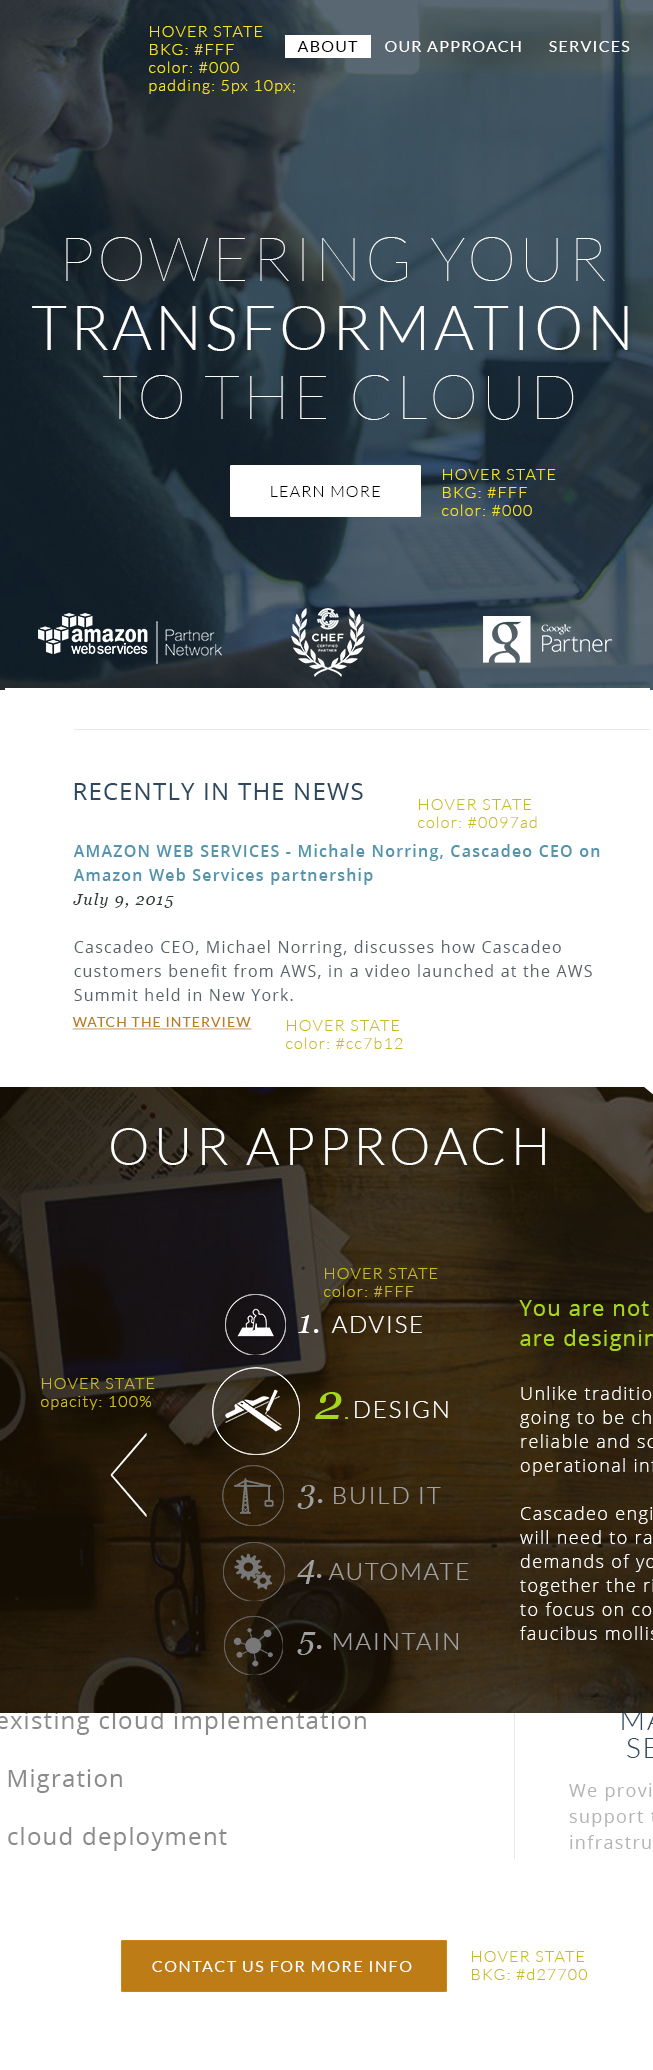 HOVER STATE
BKG: #FFF
color: #000
padding: 5px 10px;
ABOUT OUR APPROACH SERVICES
POWERING YOUR
TRANSFORMATION
TO THE CLOUD
LEARN MORE
HOVER STATE
BKG: #FFF
color: #000
amazon
webservices
Partner
Network
CHEF
CERTIFIED
PARTNER
g
Google
Partner
RECENTLY IN THE NEWS
HOVER STATE
color: #0097ad
AMAZON WEB SERVICES - Michale Norring, Cascadeo CEO on
Amazon Web Services partnership
July 9, 2015
Cascadeo CEO, Michael Norring, discusses how Cascadeo
customers benefit from AWS, in a video launched at the AWS
Summit held in New York.
WATCH THE INTERVIEW
HOVER STATE
color: #cc7b12
OUR APPROACH
HOVER STATE
color: #FFF
1. ADVISE
HOVER STATE
opacity: 100%
2. DESIGN
3. BUILD IT
4. AUTOMATE
5. MAINTAIN
You are not
are designin
Unlike traditio
going to be ch
reliable and sc
operational inf
Cascadeo engi
will need to ra
demands of yo
together the ri
to focus on co
faucibus mollis
existing cloud implementation
Migration
cloud deployment
MA
SE
We provi
support t
infrastru
CONTACT US FOR MORE INFO
HOVER STATE
BKG: #d27700